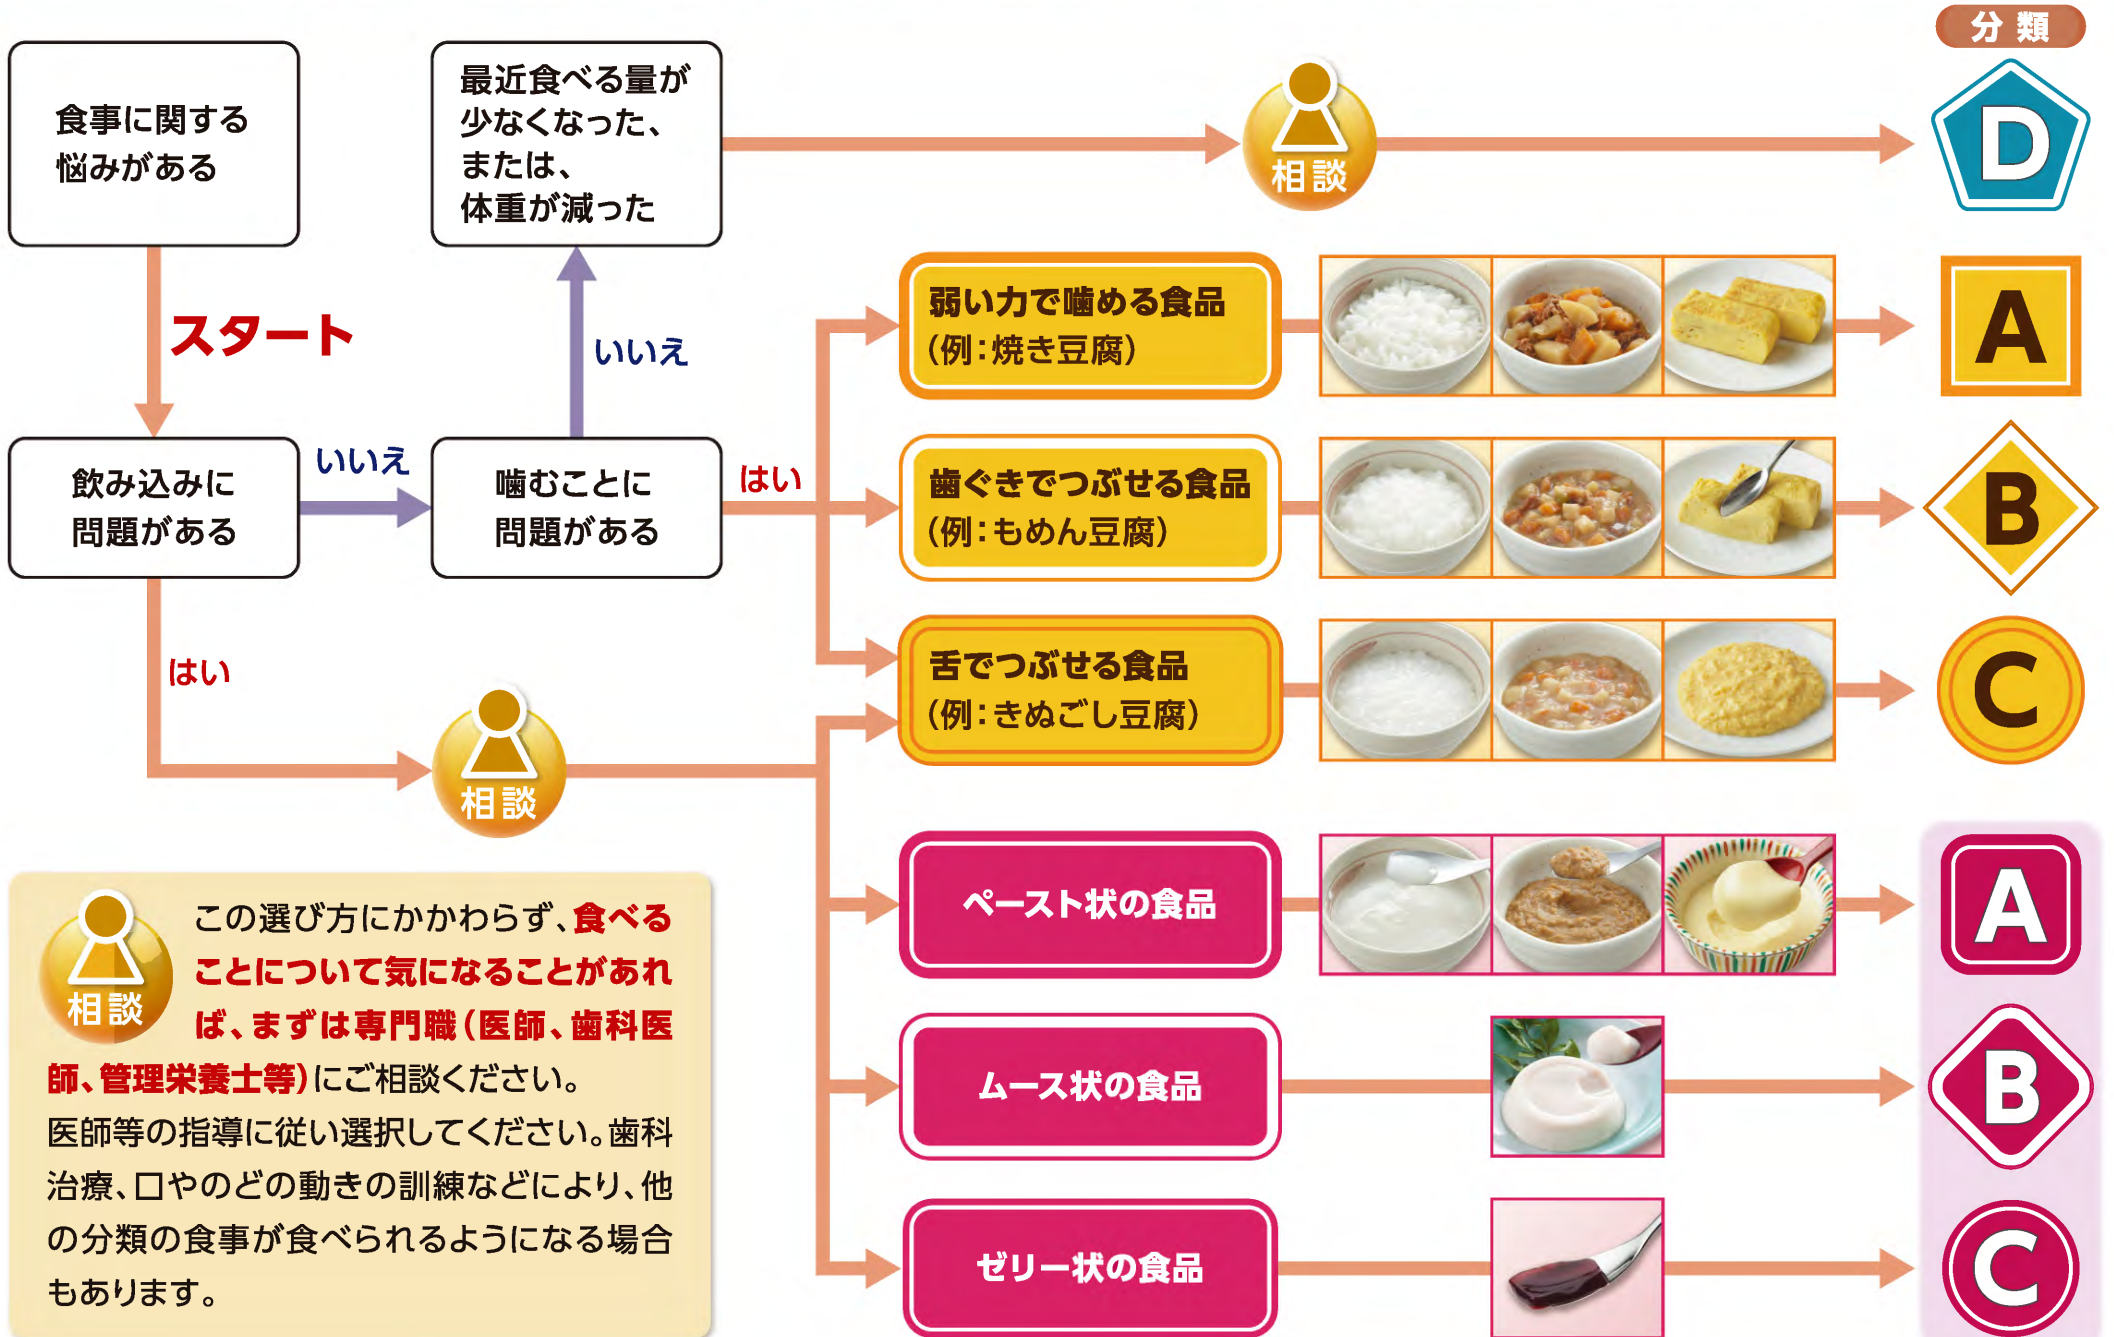 分類
食事に関する
悩みがある
最近食べる量が
少なくなった、
または、
体重が減った
相談
D
スタート
いいえ
弱い力で噛める食品
(例:焼き豆腐)
A
飲み込みに
問題がある
いいえ
噛むことに
問題がある
はい
歯ぐきでつぶせる食品
(例:もめん豆腐)
B
はい
舌でつぶせる食品
(例:きぬごし豆腐)
C
相談
ペースト状の食品
A
ムース状の食品
B
ゼリー状の食品
C
相談
この選び方にかかわらず、食べる
ことについて気になることがあれ
ば、まずは専門職(医師、歯科医
師、管理栄養士等)にご相談ください。
医師等の指導に従い選択してください。歯科
治療、口やのどの動きの訓練などにより、他
の分類の食事が食べられるようになる場合
もあります。